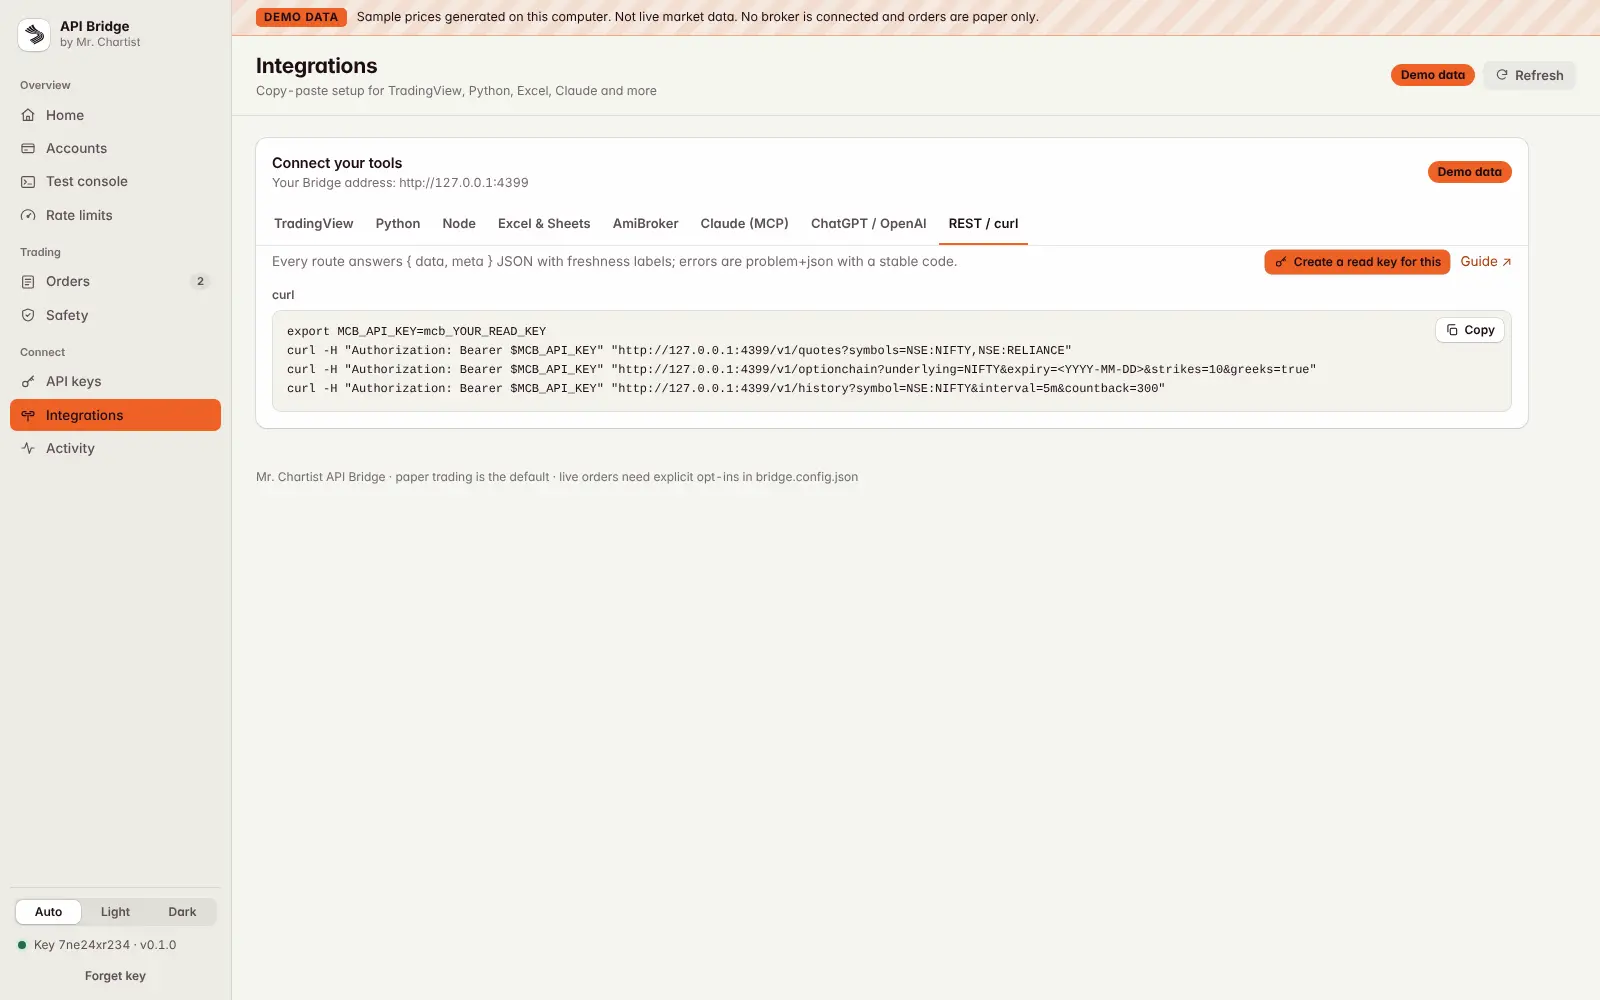 API Bridge
by Mr. Chartist
Overview
Home
Accounts
Test console
Rate limits
Trading
Orders 2
Safety
Connect
API keys
Integrations
Activity
Auto Light Dark
Key 7ne24xr234 · v0.1.0
Forget key
DEMO DATA Sample prices generated on this computer. Not live market data. No broker is connected and orders are paper only.
Integrations
Copy-paste setup for TradingView, Python, Excel, Claude and more
Demo data Refresh
Connect your tools
Your Bridge address: http://127.0.0.1:4399
Demo data
TradingView Python Node Excel & Sheets AmiBroker Claude (MCP) ChatGPT / OpenAI REST / curl
Every route answers { data, meta } JSON with freshness labels; errors are problem+json with a stable code.
Create a read key for this Guide ↗
curl
Copy
export MCB_API_KEY=mcb_YOUR_READ_KEY
curl -H "Authorization: Bearer $MCB_API_KEY" "http://127.0.0.1:4399/v1/quotes?symbols=NSE:NIFTY,NSE:RELIANCE"
curl -H "Authorization: Bearer $MCB_API_KEY" "http://127.0.0.1:4399/v1/optionchain?underlying=NIFTY&expiry=<YYYY-MM-DD>&strikes=10&greeks=true"
curl -H "Authorization: Bearer $MCB_API_KEY" "http://127.0.0.1:4399/v1/history?symbol=NSE:NIFTY&interval=5m&countback=300"
Mr. Chartist API Bridge · paper trading is the default · live orders need explicit opt-ins in bridge.config.json